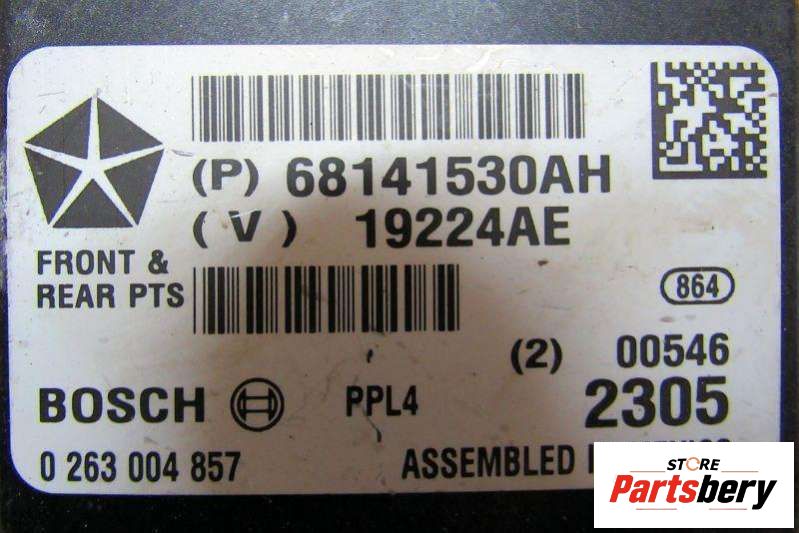 (P) 68141530AH
(V) 19224AE
FRONT &
REAR PTS
864
(2) 00546
BOSCH PPL4 2305
0 263 004 857 ASSEMBLED
STORE
Partsbery